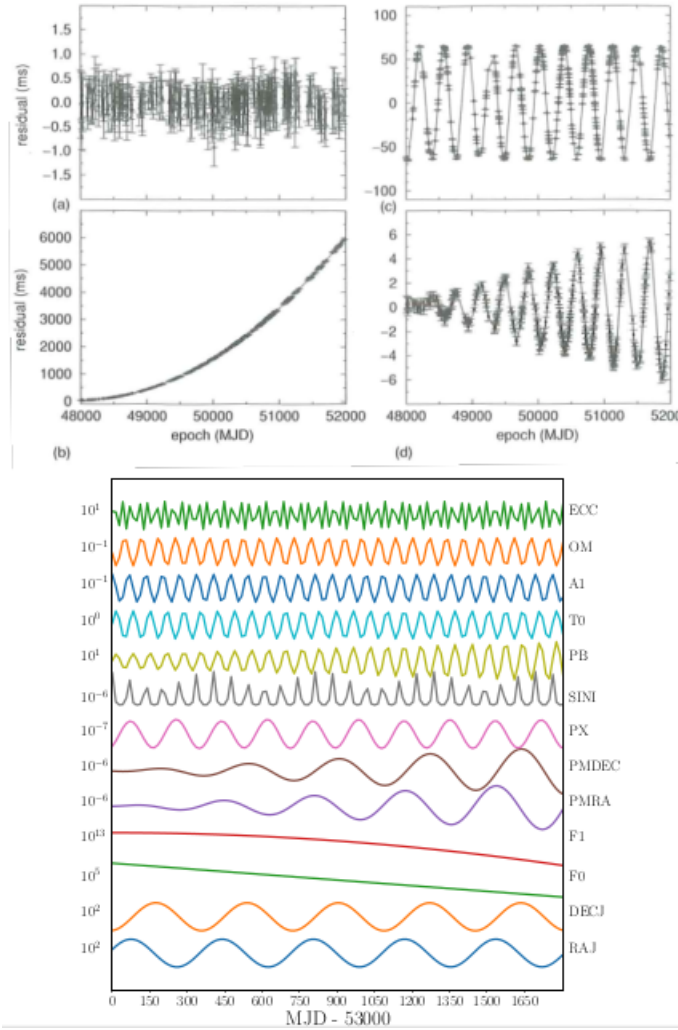 residual (ms)
1.5
1.0
0.5
0.0
−0.5
−1.0
−1.5
(a)
100
50
0
−50
−100
(c)
residual (ms)
6000
5000
4000
3000
2000
1000
0
48000 49000 50000 51000 52000
epoch (MJD)
(b)
8
6
4
2
0
−2
−4
−6
48000 49000 50000 51000 52000
epoch (MJD)
(d)
10¹ ECC
10⁻¹ OM
10⁻¹ A1
10⁰ T0
10¹ PB
10⁻⁶ SINI
10⁻⁷ PX
10⁻⁶ PMDEC
10⁻⁶ PMRA
10¹³ F1
10⁵ F0
10² DECJ
10² RAJ
0 150 300 450 600 750 900 1050 1200 1350 1500 1650
MJD - 53000